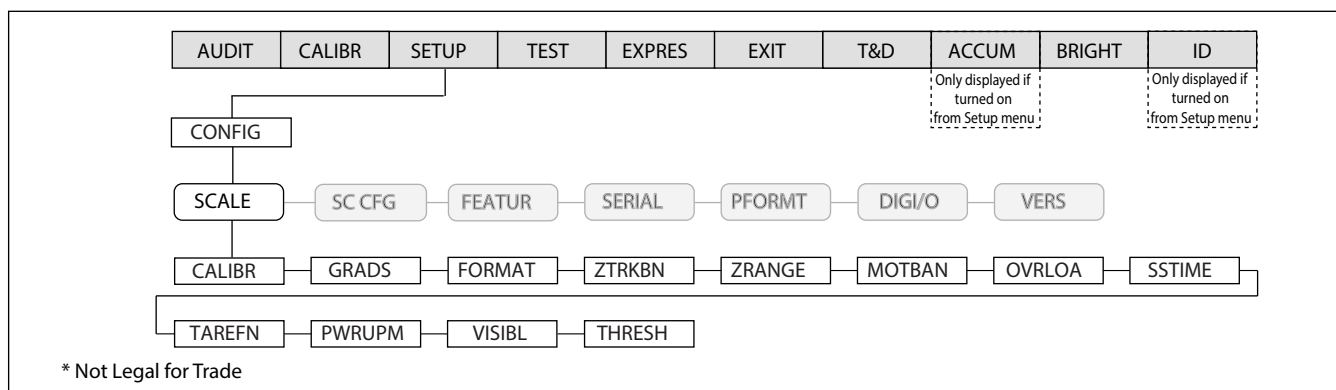 AUDIT CALIBR SETUP TEST EXPRES EXIT T&D ACCUM BRIGHT ID
Only displayed if
turned on
from Setup menu
Only displayed if
turned on
from Setup menu
CONFIG
SCALE SC CFG FEATUR SERIAL PFORMT DIGI/O VERS
CALIBR GRADS FORMAT ZTRKBN ZRANGE MOTBAN OVRLOA SSTIME
TAREFN PWRUPM VISIBL THRESH
* Not Legal for Trade